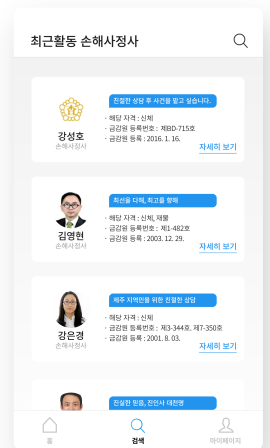 최근활동 손해사정사
친절한 상담 후 사건을 맡고 싶습니다.
· 해당 자격 : 신체
· 금감원 등록번호 : 제BD-715호
· 금감원 등록 : 2016. 1. 16.
강성호
손해사정사
자세히 보기
최선을 다해, 최고를 향해
· 해당 자격 : 신체, 재물
· 금감원 등록번호 : 제1-482호
· 금감원 등록 : 2003. 12. 29.
김영현
손해사정사
자세히 보기
제주 지역민을 위한 친절한 상담
· 해당 자격 : 신체
· 금감원 등록번호 : 제3-344호, 제7-350호
· 금감원 등록 : 2001. 8. 03.
강은경
손해사정사
자세히 보기
진실한 믿음, 진인사 대천명
홈
검색
마이페이지